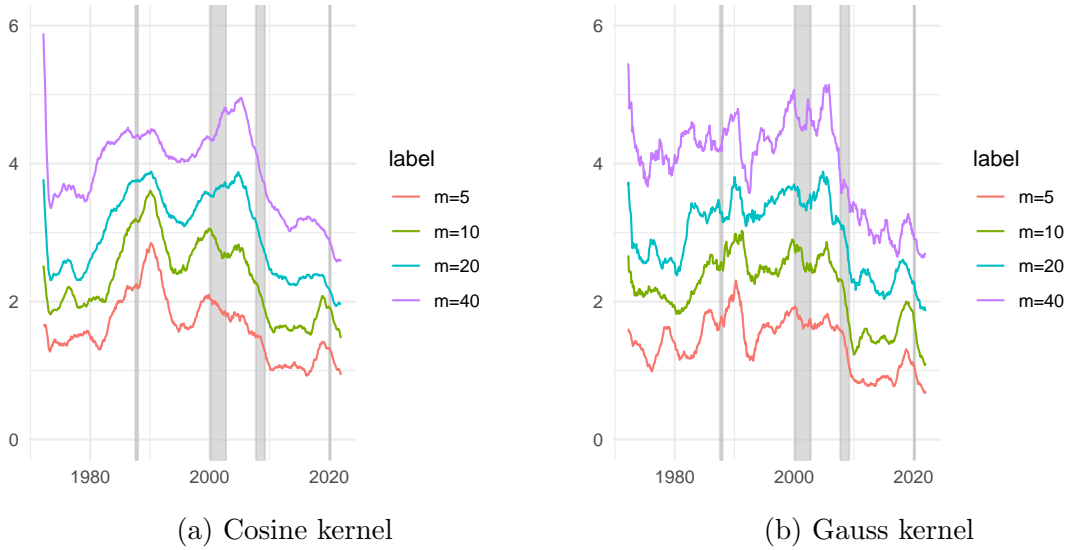 6
4
2
0
1980
2000
2020
label
m=5
m=10
m=20
m=40
(a) Cosine kernel
6
4
2
0
1980
2000
2020
label
m=5
m=10
m=20
m=40
(b) Gauss kernel